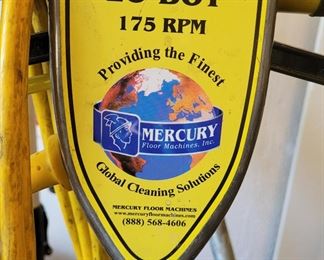 175 RPM
Providing the Finest
MERCURY
Floor Machines, Inc.
Global Cleaning Solutions
MERCURY FLOOR MACHINES
www.mercuryfloormachines.com
(888) 568-4606